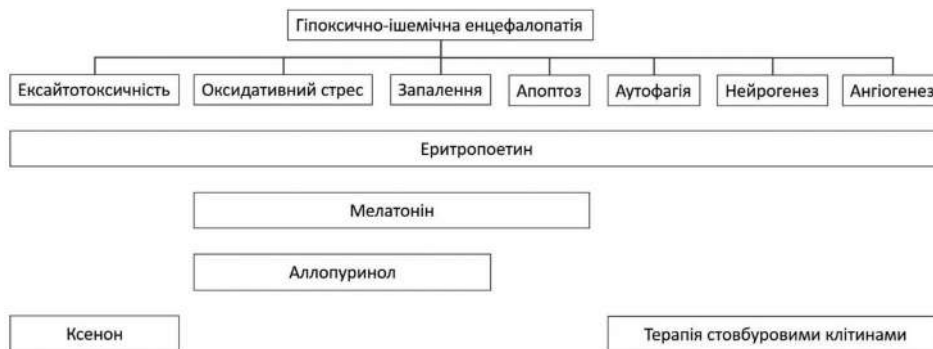 Гіпоксично-ішемічна енцефалопатія
Ексайтотоксичність Оксидативний стрес Запалення Апоптоз Аутофагія Нейрогенез Ангіогенез
Еритропоетин
Мелатонін
Аллопуринол
Ксенон Терапія стовбуровими клітинами